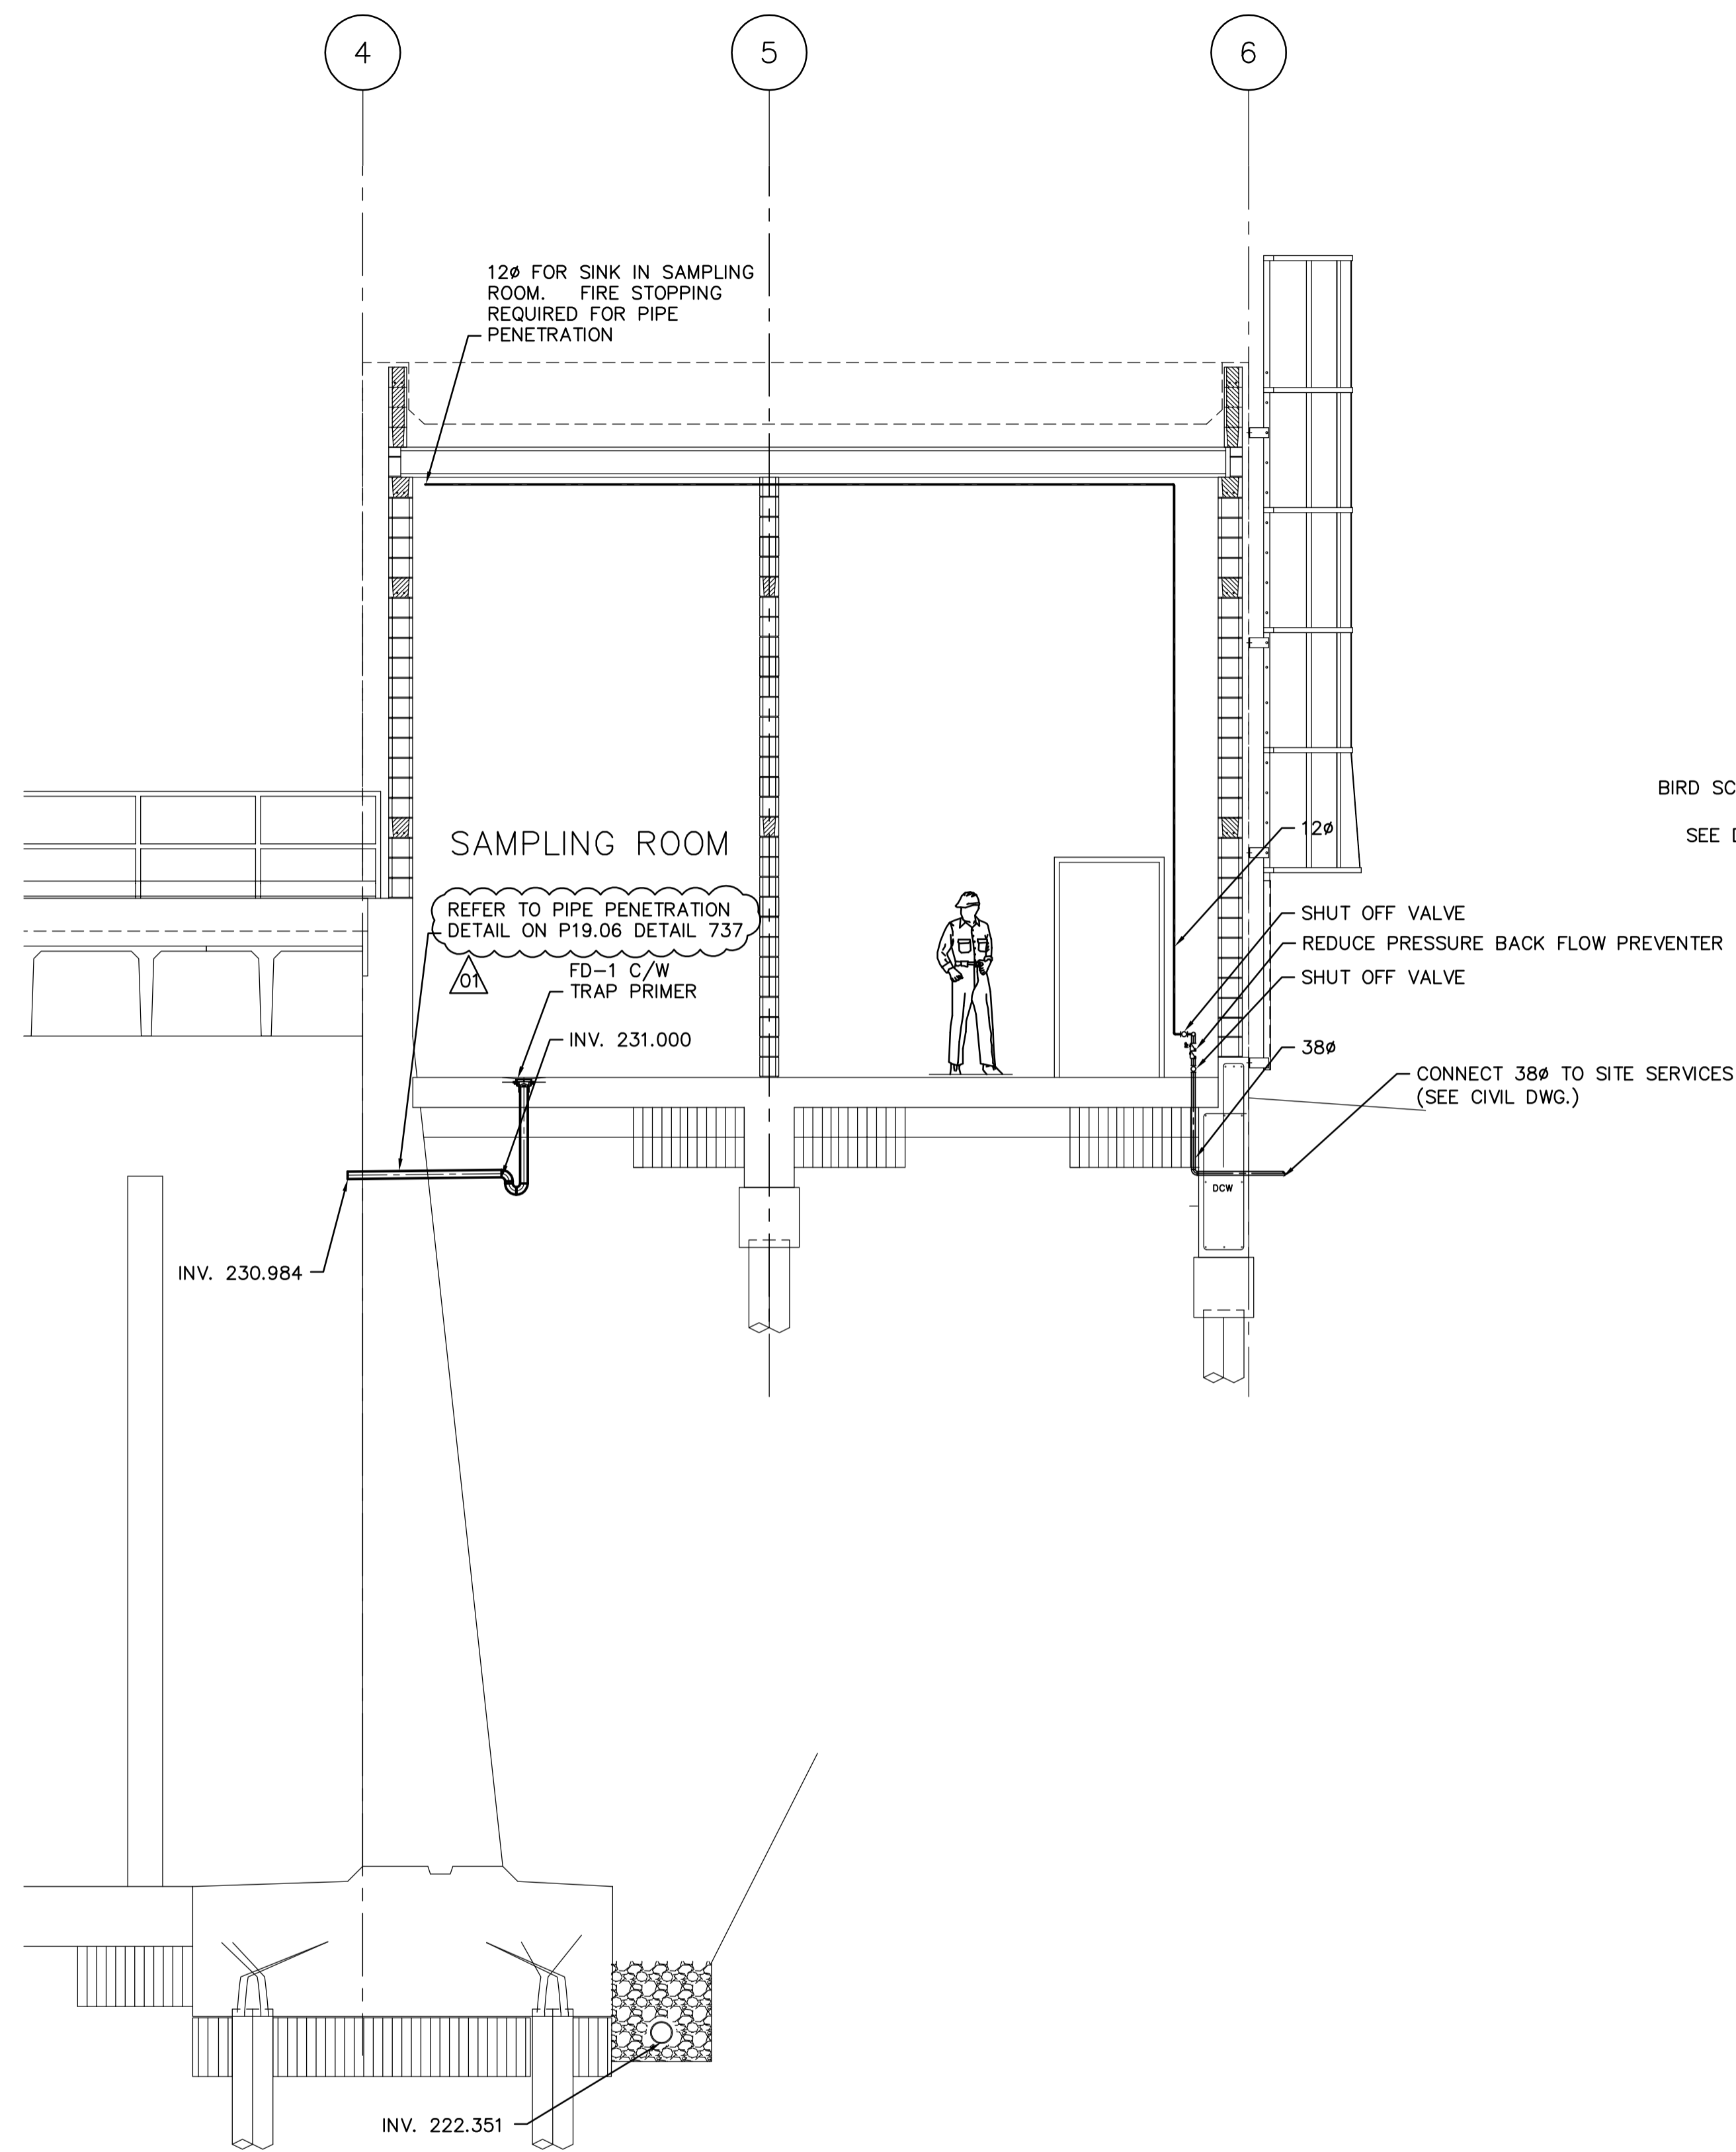 4
5
6
12ø FOR SINK IN SAMPLING
ROOM. FIRE STOPPING
REQUIRED FOR PIPE
PENETRATION
BIRD SC
SEE D
SAMPLING ROOM
12ø
REFER TO PIPE PENETRATION
DETAIL ON P19.06 DETAIL 737
01
FD-1 C/W
TRAP PRIMER
INV. 231.000
SHUT OFF VALVE
REDUCE PRESSURE BACK FLOW PREVENTER
SHUT OFF VALVE
38ø
CONNECT 38ø TO SITE SERVICES
(SEE CIVIL DWG.)
DCW
INV. 230.984
INV. 222.351